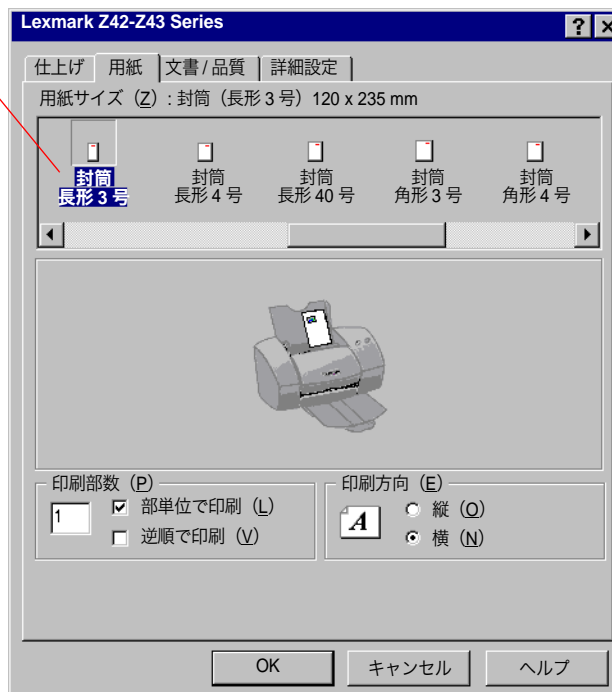 Lexmark Z42-Z43 Series
仕上げ 用紙 文書 / 品質 詳細設定
用紙サイズ（Z）: 封筒（長形 3 号）120 x 235 mm
封筒 封筒 封筒 封筒 封筒
長形 3 号 長形 4 号 長形 40 号 角形 3 号 角形 4 号
印刷部数（P） 印刷方向（E）
1 部単位で印刷（L） A 縦（O）
逆順で印刷（V） 横（N）
OK キャンセル ヘルプ